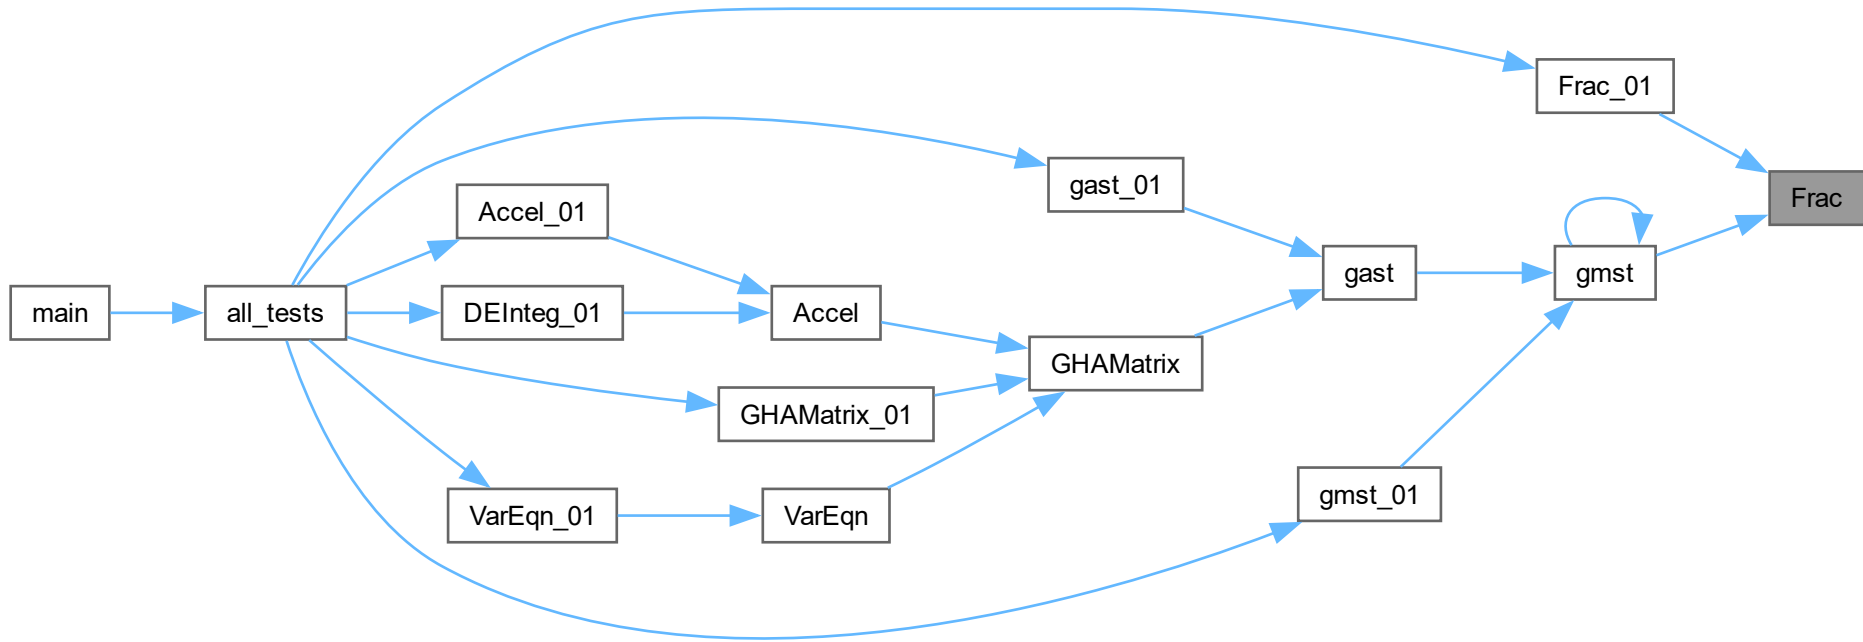 main
all_tests
Accel_01
DEInteg_01
GHAMatrix_01
VarEqn_01
Accel
VarEqn
gast_01
GHAMatrix
gast
gmst_01
Frac_01
gmst
Frac